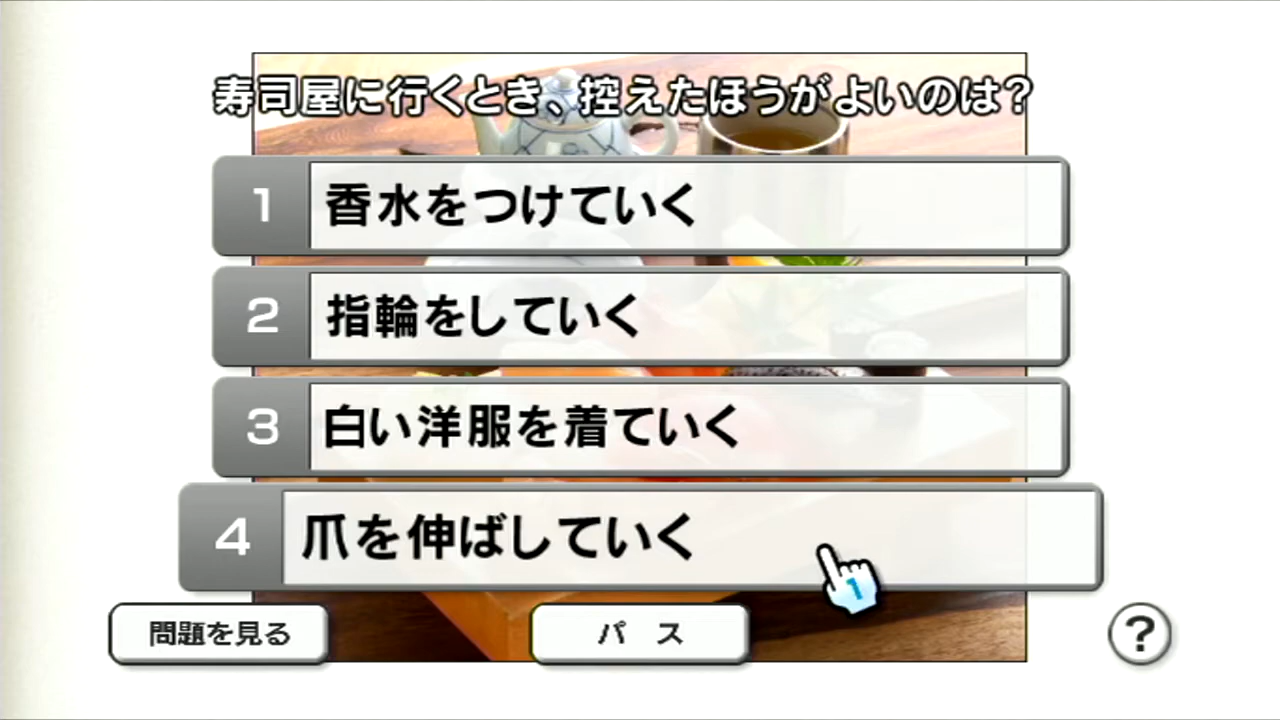 寿司屋に行くとき、控えたほうがよいのは？
1 香水をつけていく
2 指輪をしていく
3 白い洋服を着ていく
4 爪を伸ばしていく
1
問題を見る
パス
?